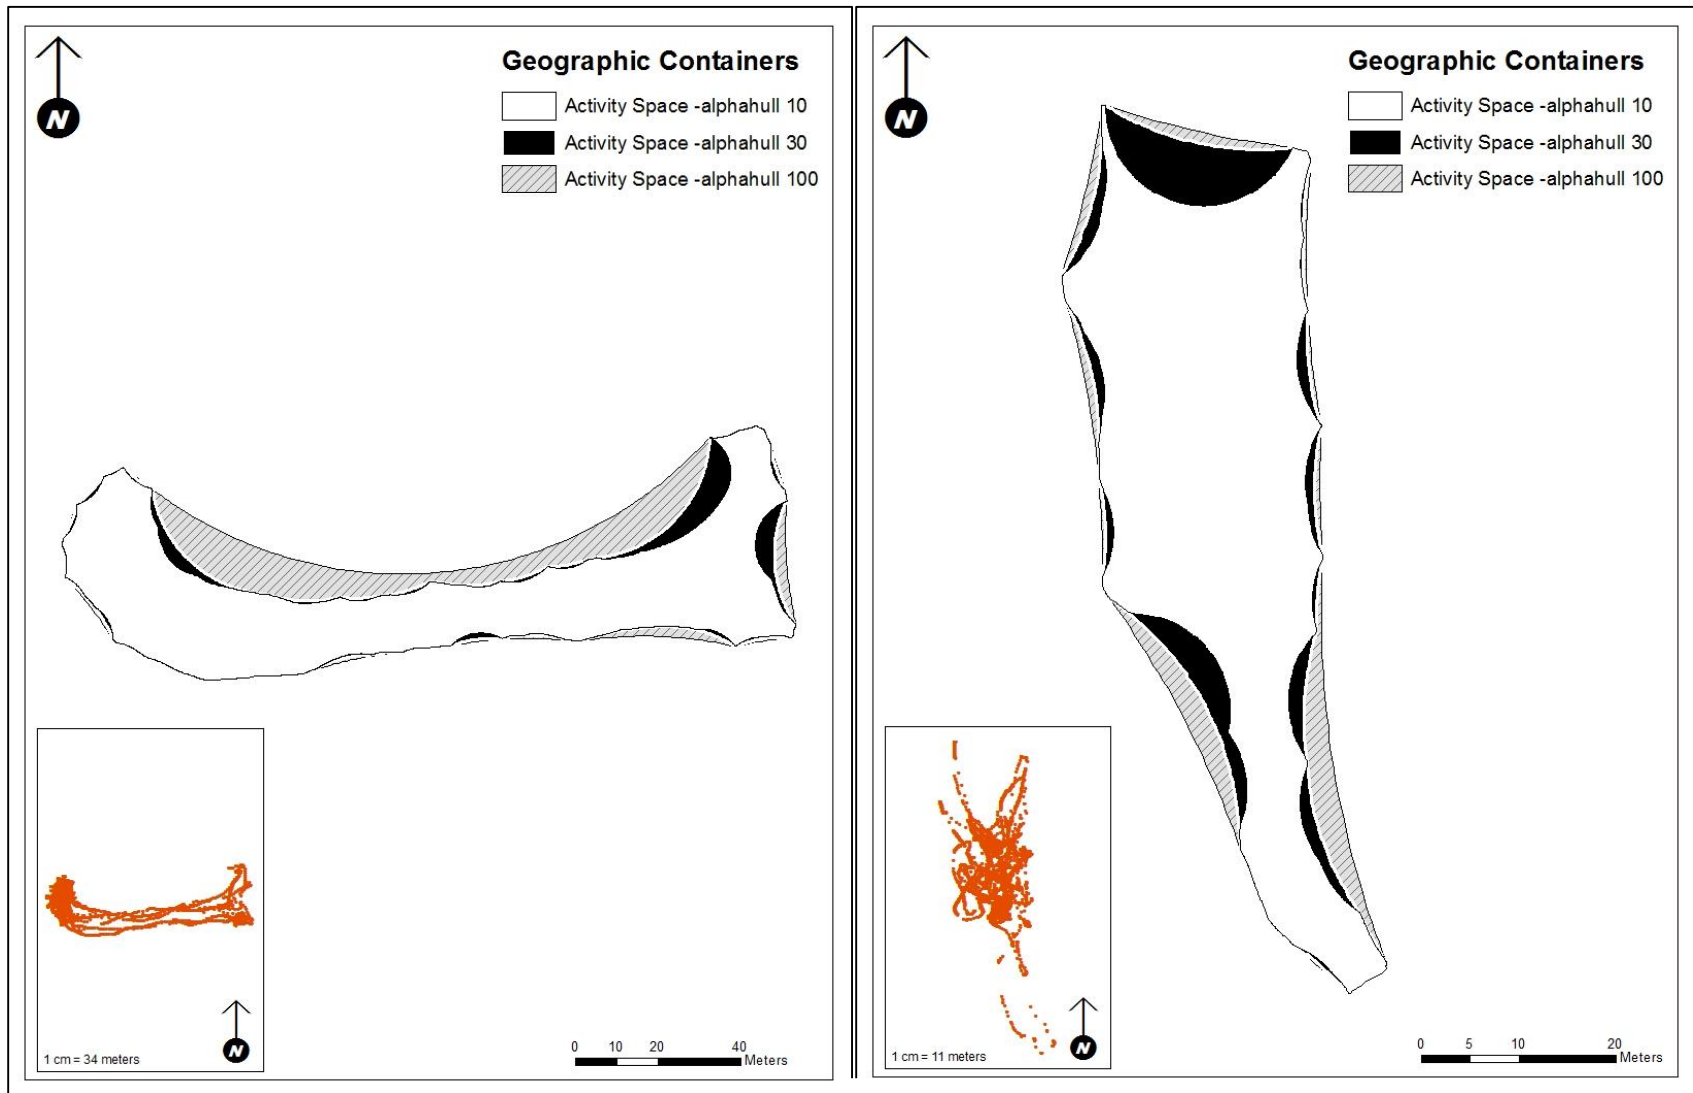 Geographic Containers
Activity Space -alphahull 10
Activity Space -alphahull 30
Activity Space -alphahull 100
N
N
1 cm = 34 meters
0 10 20 40
Meters
Geographic Containers
Activity Space -alphahull 10
Activity Space -alphahull 30
Activity Space -alphahull 100
N
N
1 cm = 11 meters
0 5 10 20
Meters